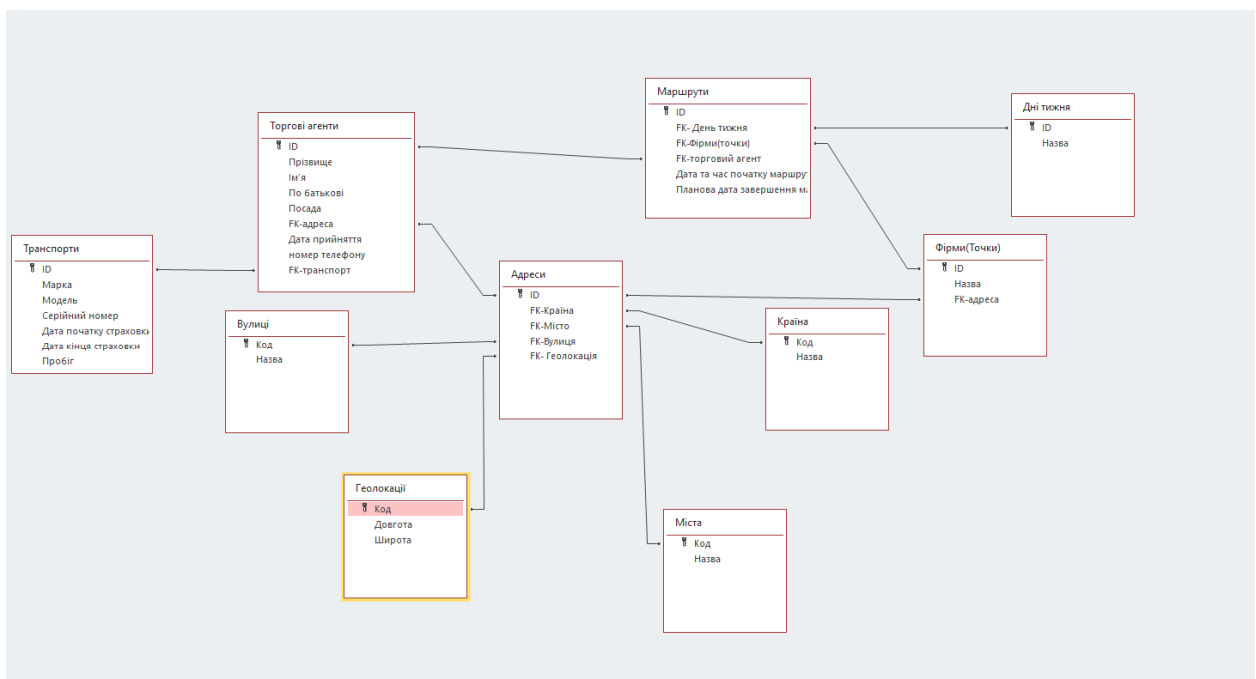 Маршрути
ID
FK- День тижня
FK-Фірми(точки)
FK-торговий агент
Дата та час початку маршру
Планова дата завершення м
Дні тижня
ID
Назва
Торгові агенти
ID
Прізвище
Ім'я
По батькові
Посада
FK-адреса
Дата прийняття
номер телефону
FK-транспорт
Транспорти
ID
Марка
Модель
Серійний номер
Дата початку страховки
Дата кінця страховки
Пробіг
Фірми(Точки)
ID
Назва
FK-адреса
Адреси
ID
FK-Країна
FK-Місто
FK-Вулиця
FK- Геолокація
Вулиці
Код
Назва
Країна
Код
Назва
Геолокації
Код
Довгота
Широта
Міста
Код
Назва